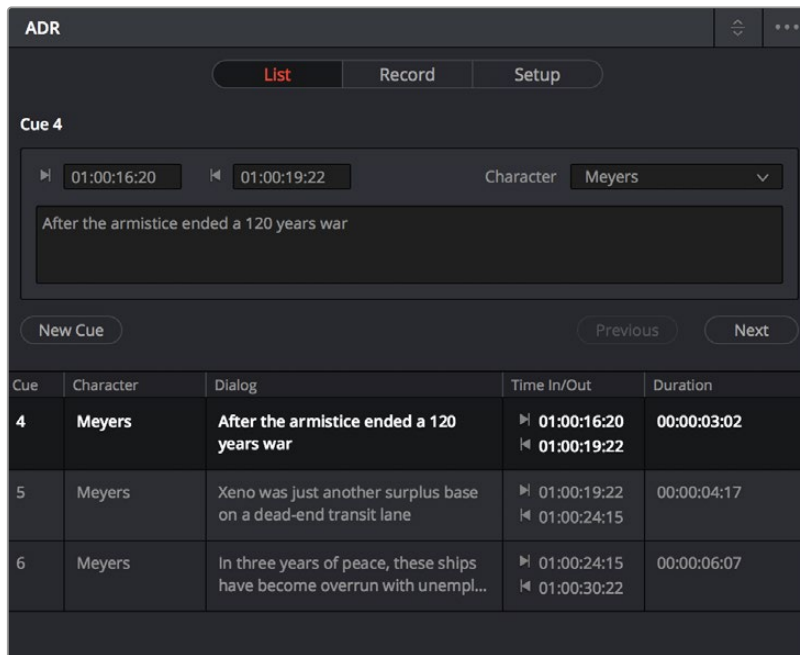 ADR
List Record Setup
Cue 4
01:00:16:20 01:00:19:22 Character Meyers
After the armistice ended a 120 years war
New Cue Previous Next
Cue Character Dialog Time In/Out Duration
4 Meyers After the armistice ended a 120 01:00:16:20 00:00:03:02
years war 01:00:19:22
5 Meyers Xeno was just another surplus base 01:00:19:22 00:00:04:17
on a dead-end transit lane 01:00:24:15
6 Meyers In three years of peace, these ships 01:00:24:15 00:00:06:07
have become overrun with unempl... 01:00:30:22